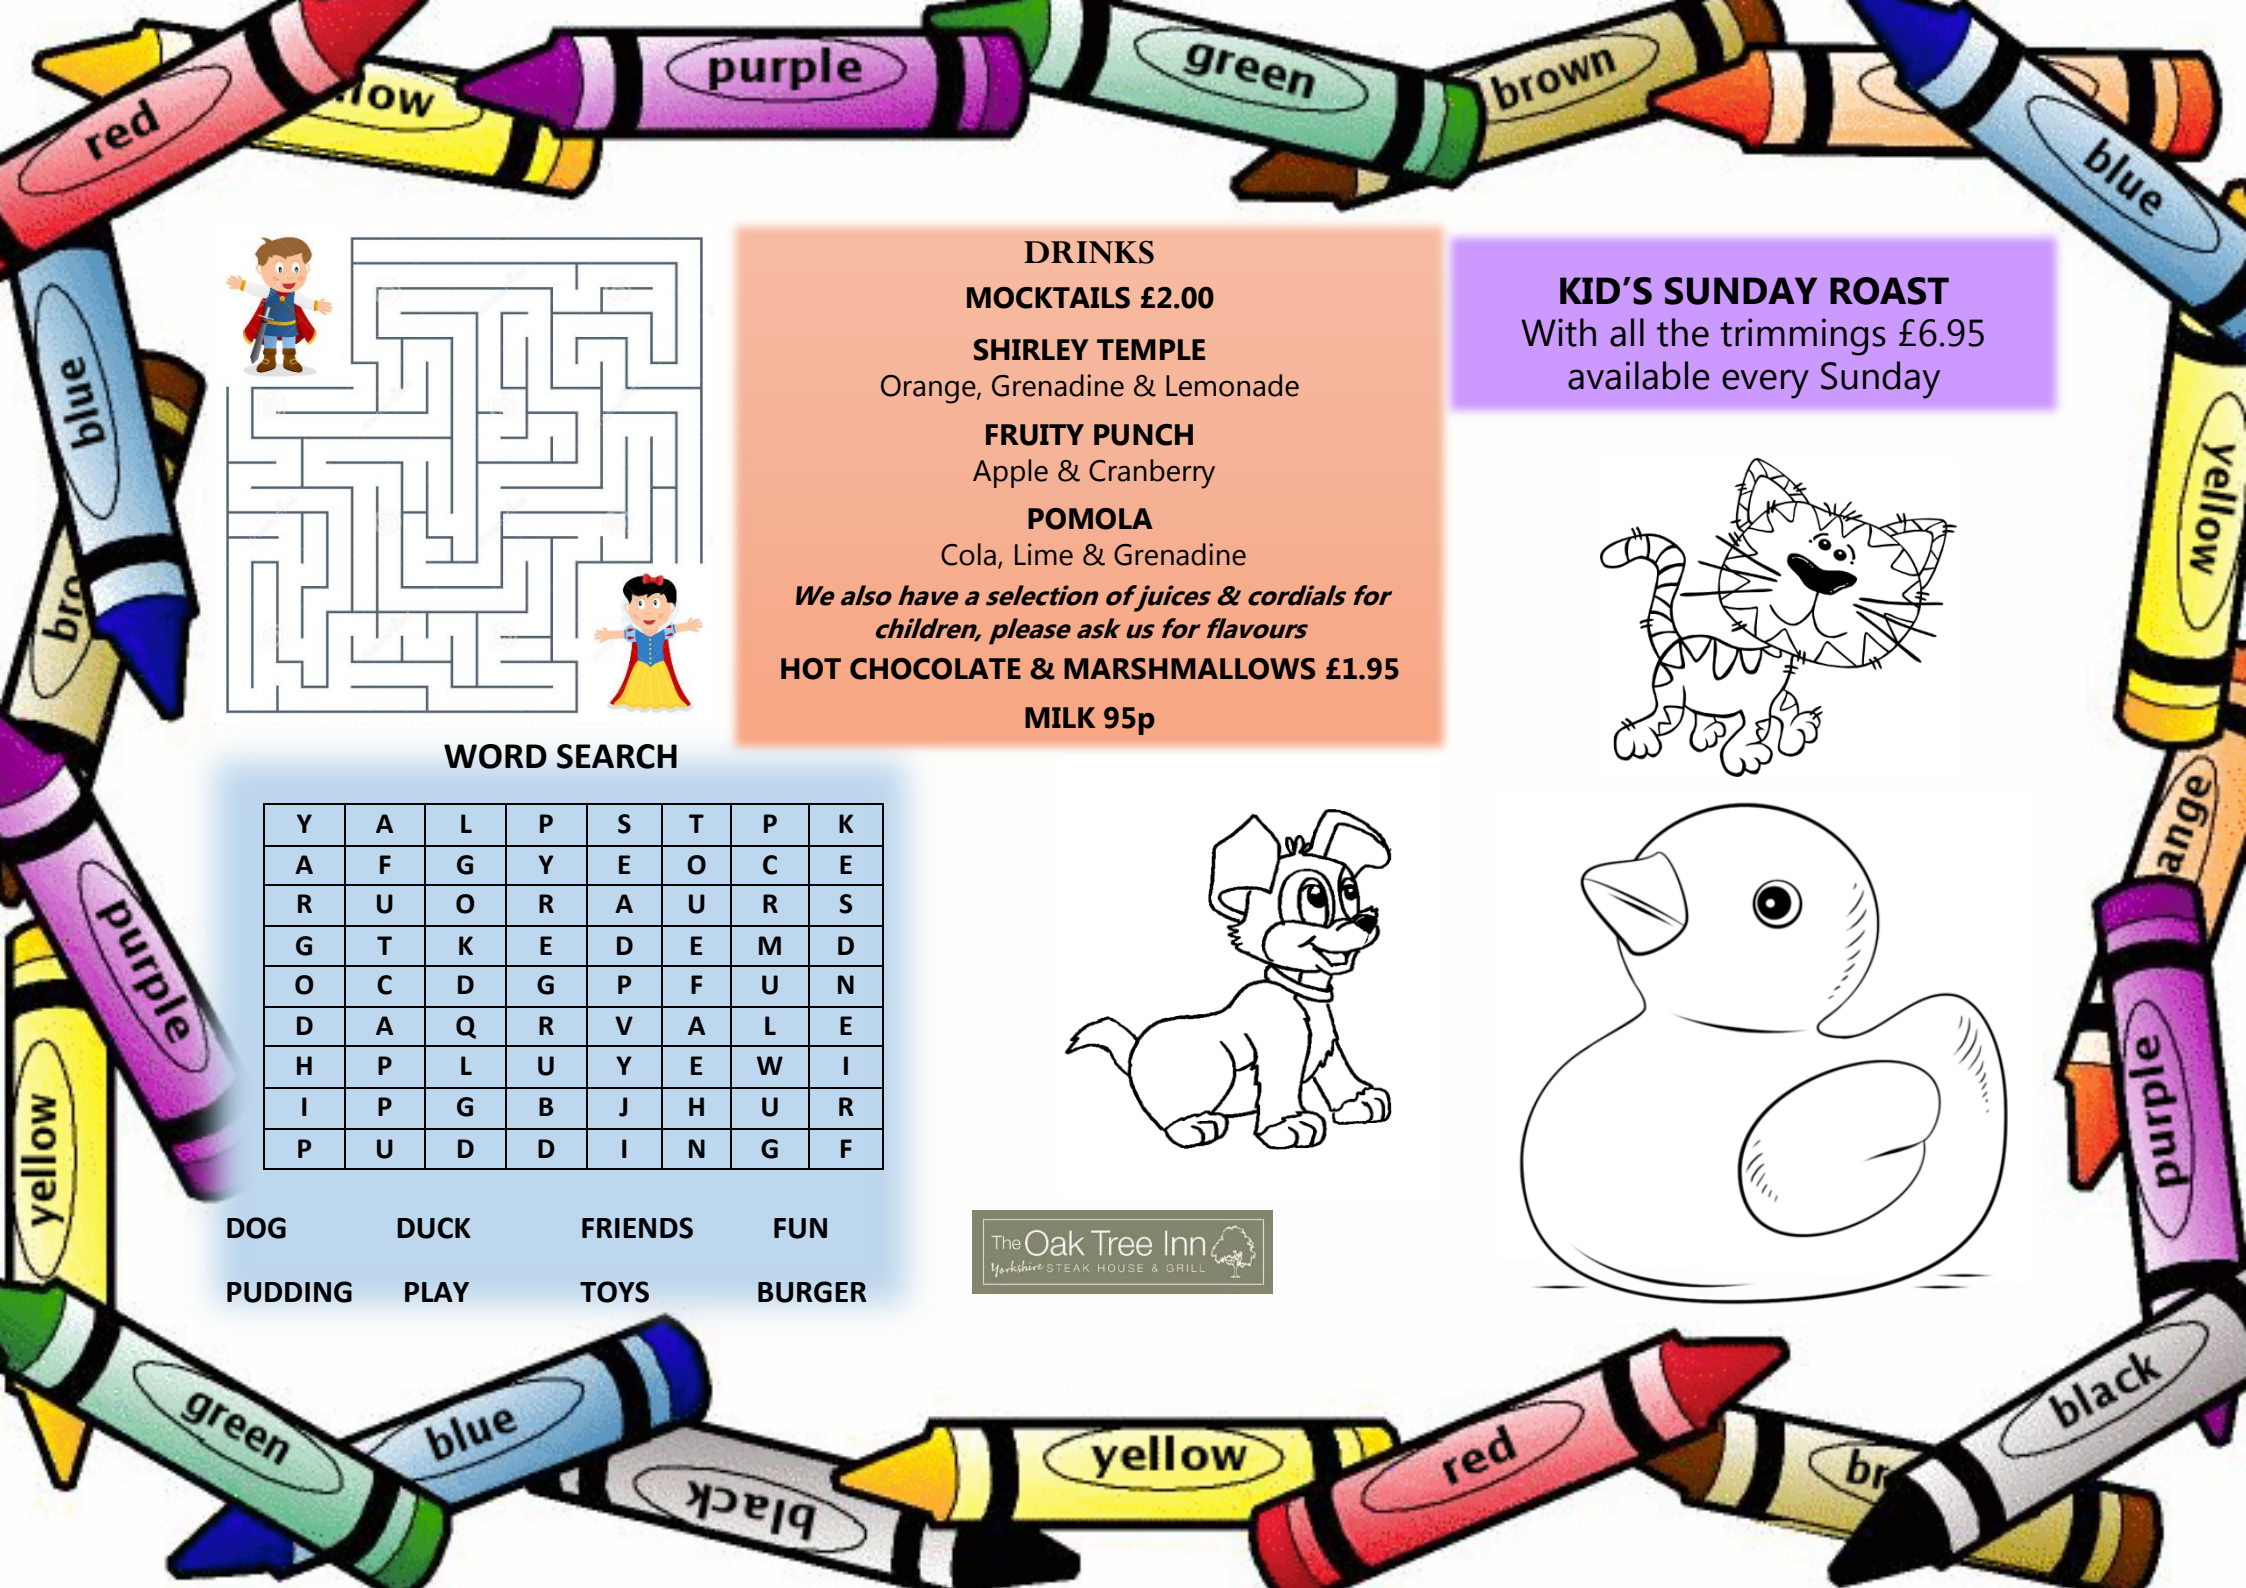 red
yellow
purple
green
brown
blue
DRINKS
MOCKTAILS £2.00
SHIRLEY TEMPLE
Orange, Grenadine & Lemonade
FRUITY PUNCH
Apple & Cranberry
POMOLA
Cola, Lime & Grenadine
We also have a selection of juices & cordials for
children, please ask us for flavours
HOT CHOCOLATE & MARSHMALLOWS £1.95
MILK 95p
KID’S SUNDAY ROAST
With all the trimmings £6.95
available every Sunday
blue
bro
purple
yellow
yellow
ange
purple
WORD SEARCH
Y A L P S T P K
A F G Y E O C E
R U O R A U R S
G T K E D E M D
O C D G P F U N
D A Q R V A L E
H P L U Y E W I
I P G B J H U R
P U D D I N G F
DOG DUCK FRIENDS FUN
PUDDING PLAY TOYS BURGER
The Oak Tree Inn
Yorkshire STEAK HOUSE & GRILL
green
blue
black
yellow
red
br
black